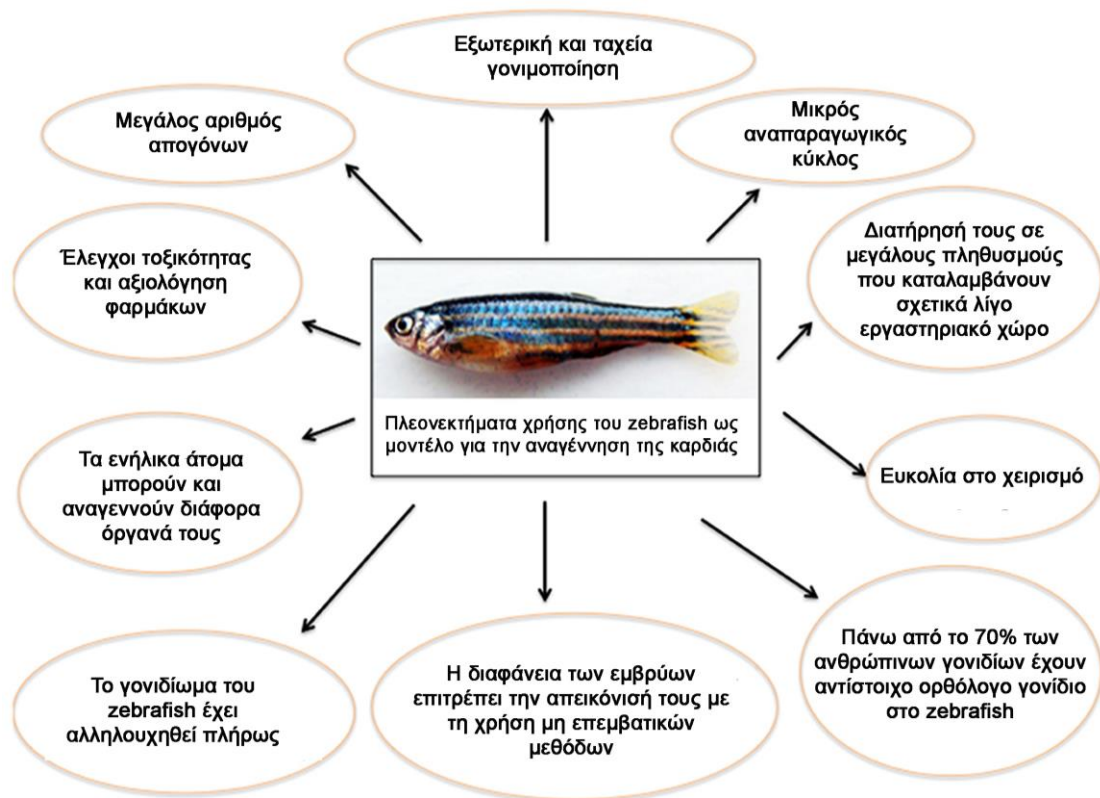 Εξωτερική και ταχεία
γονιμοποίηση
Μεγάλος αριθμός
απογόνων
Μικρός
αναπαραγωγικός
κύκλος
Έλεγχοι τοξικότητας
και αξιολόγηση
φαρμάκων
Διατήρησή τους σε
μεγάλους πληθυσμούς
που καταλαμβάνουν
σχετικά λίγο
εργαστηριακό χώρο
Πλεονεκτήματα χρήσης του zebrafish ως
μοντέλο για την αναγέννηση της καρδιάς
Τα ενήλικα άτομα
μπορούν και
αναγεννούν διάφορα
όργανά τους
Ευκολία στο χειρισμό
Το γονιδίωμα του
zebrafish έχει
αλληλουχηθεί πλήρως
Η διαφάνεια των εμβρύων
επιτρέπει την απεικόνισή τους με
τη χρήση μη επεμβατικών
μεθόδων
Πάνω από το 70% των
ανθρώπινων γονιδίων έχουν
αντίστοιχο ορθόλογο γονίδιο
στο zebrafish